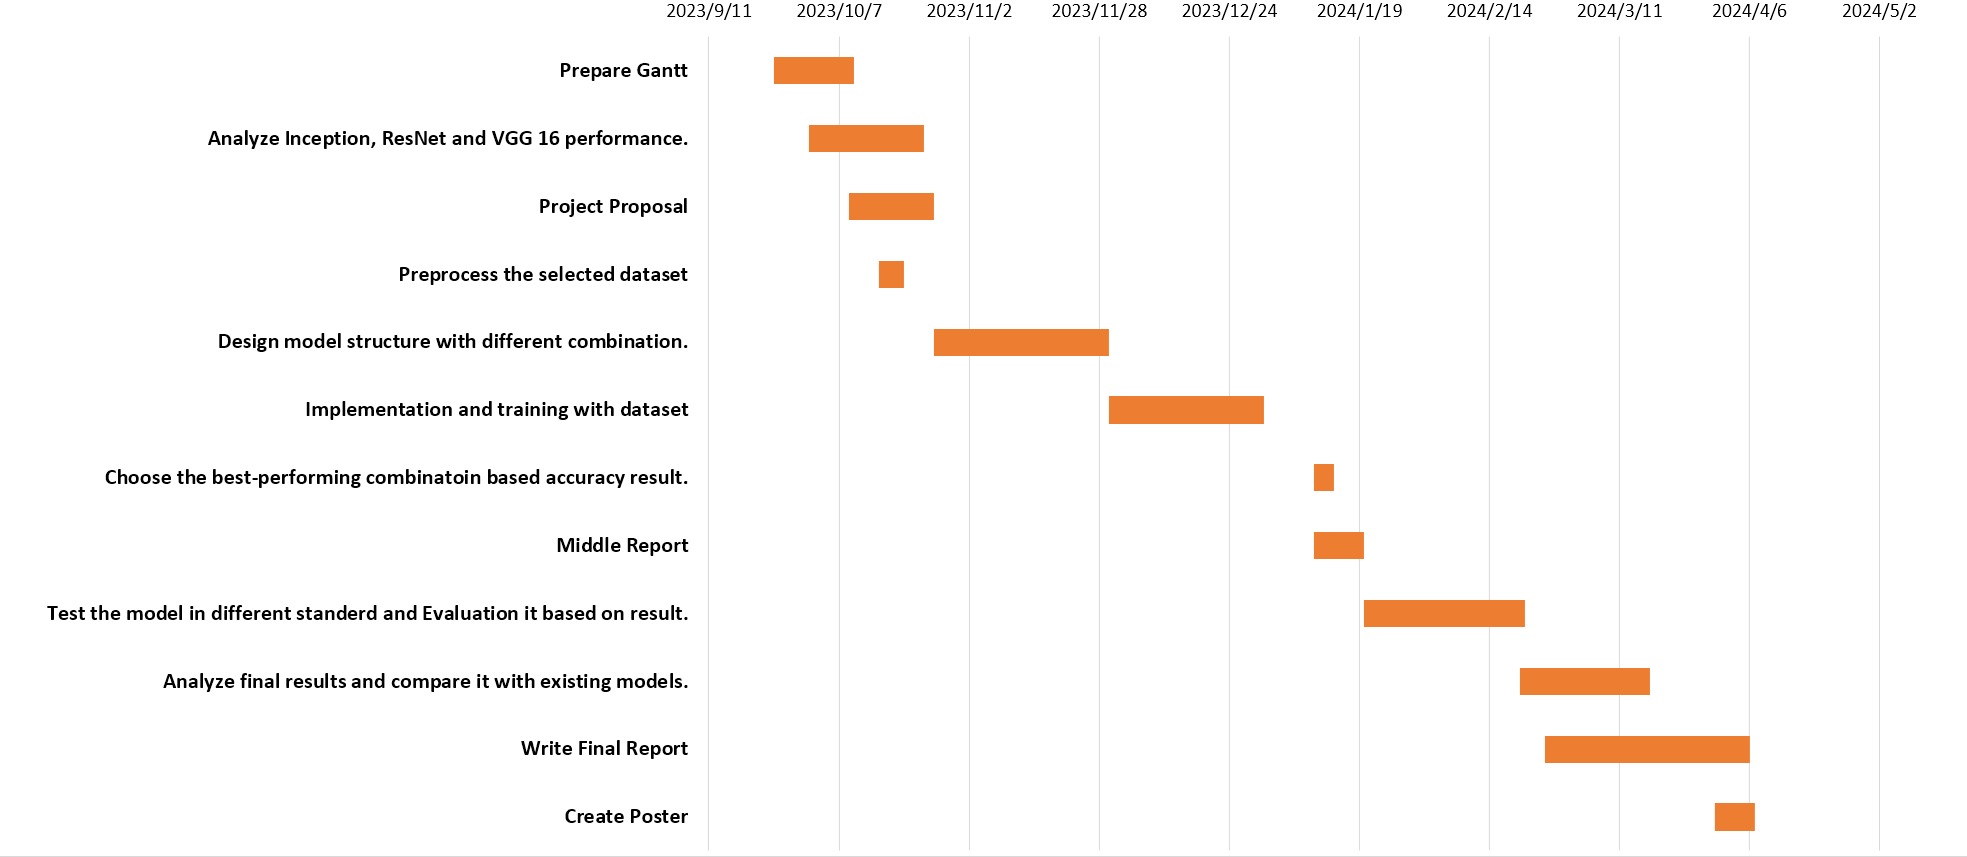 2023/9/11 2023/10/7 2023/11/2 2023/11/28 2023/12/24 2024/1/19 2024/2/14 2024/3/11 2024/4/6 2024/5/2
Prepare Gantt
Analyze Inception, ResNet and VGG 16 performance.
Project Proposal
Preprocess the selected dataset
Design model structure with different combination.
Implementation and training with dataset
Choose the best-performing combinatoin based accuracy result.
Middle Report
Test the model in different standerd and Evaluation it based on result.
Analyze final results and compare it with existing models.
Write Final Report
Create Poster